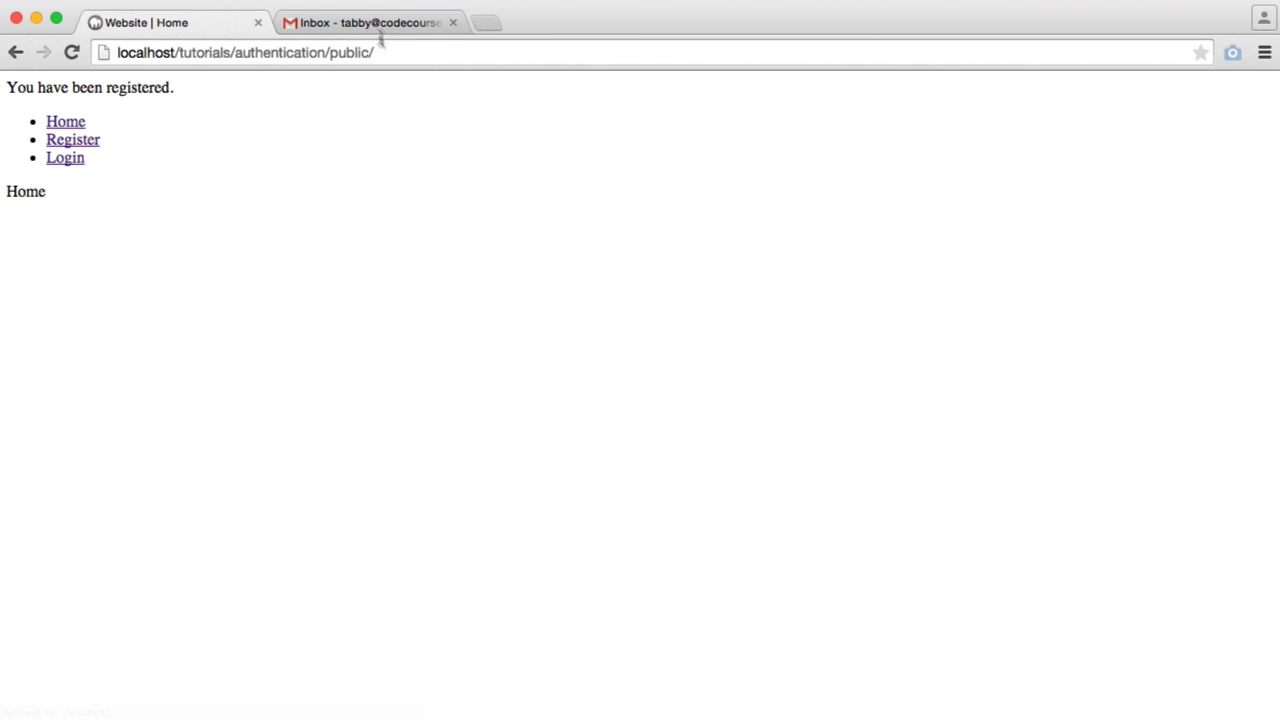 Website | Home
Inbox - tabby@codecourse
localhost/tutorials/authentication/public/
You have been registered.
Home
Register
Login
Home